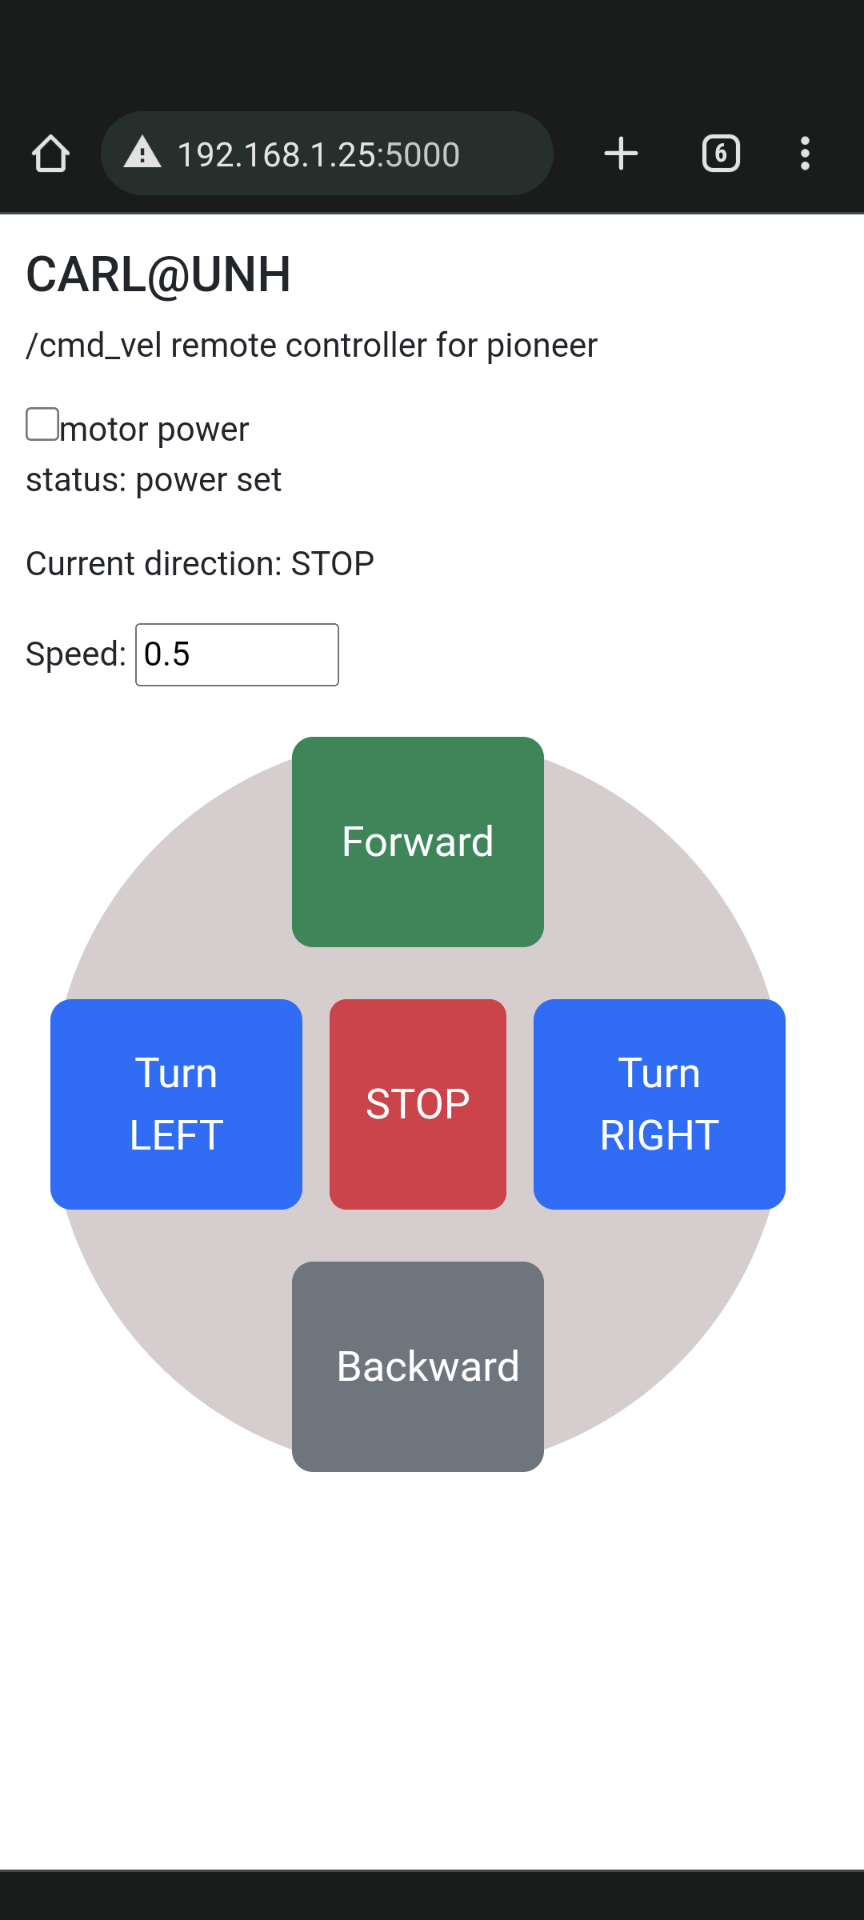 192.168.1.25:5000
6
CARL@UNH
/cmd_vel remote controller for pioneer
motor power
status: power set
Current direction: STOP
Speed: 0.5
Forward
Turn
LEFT
STOP
Turn
RIGHT
Backward